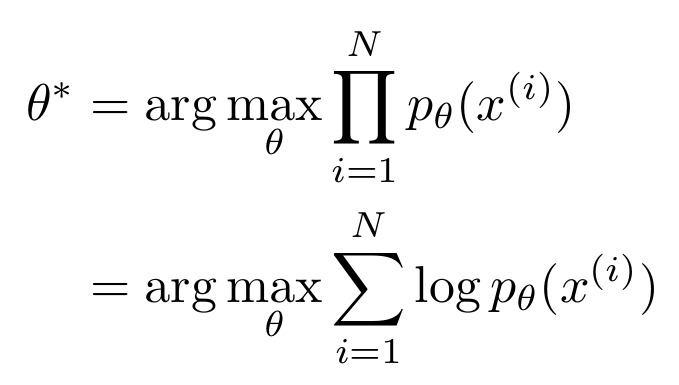 θ* = arg max_θ ∏_{i=1}^{N} p_θ(x^{(i)})
= arg max_θ ∑_{i=1}^{N} log p_θ(x^{(i)})